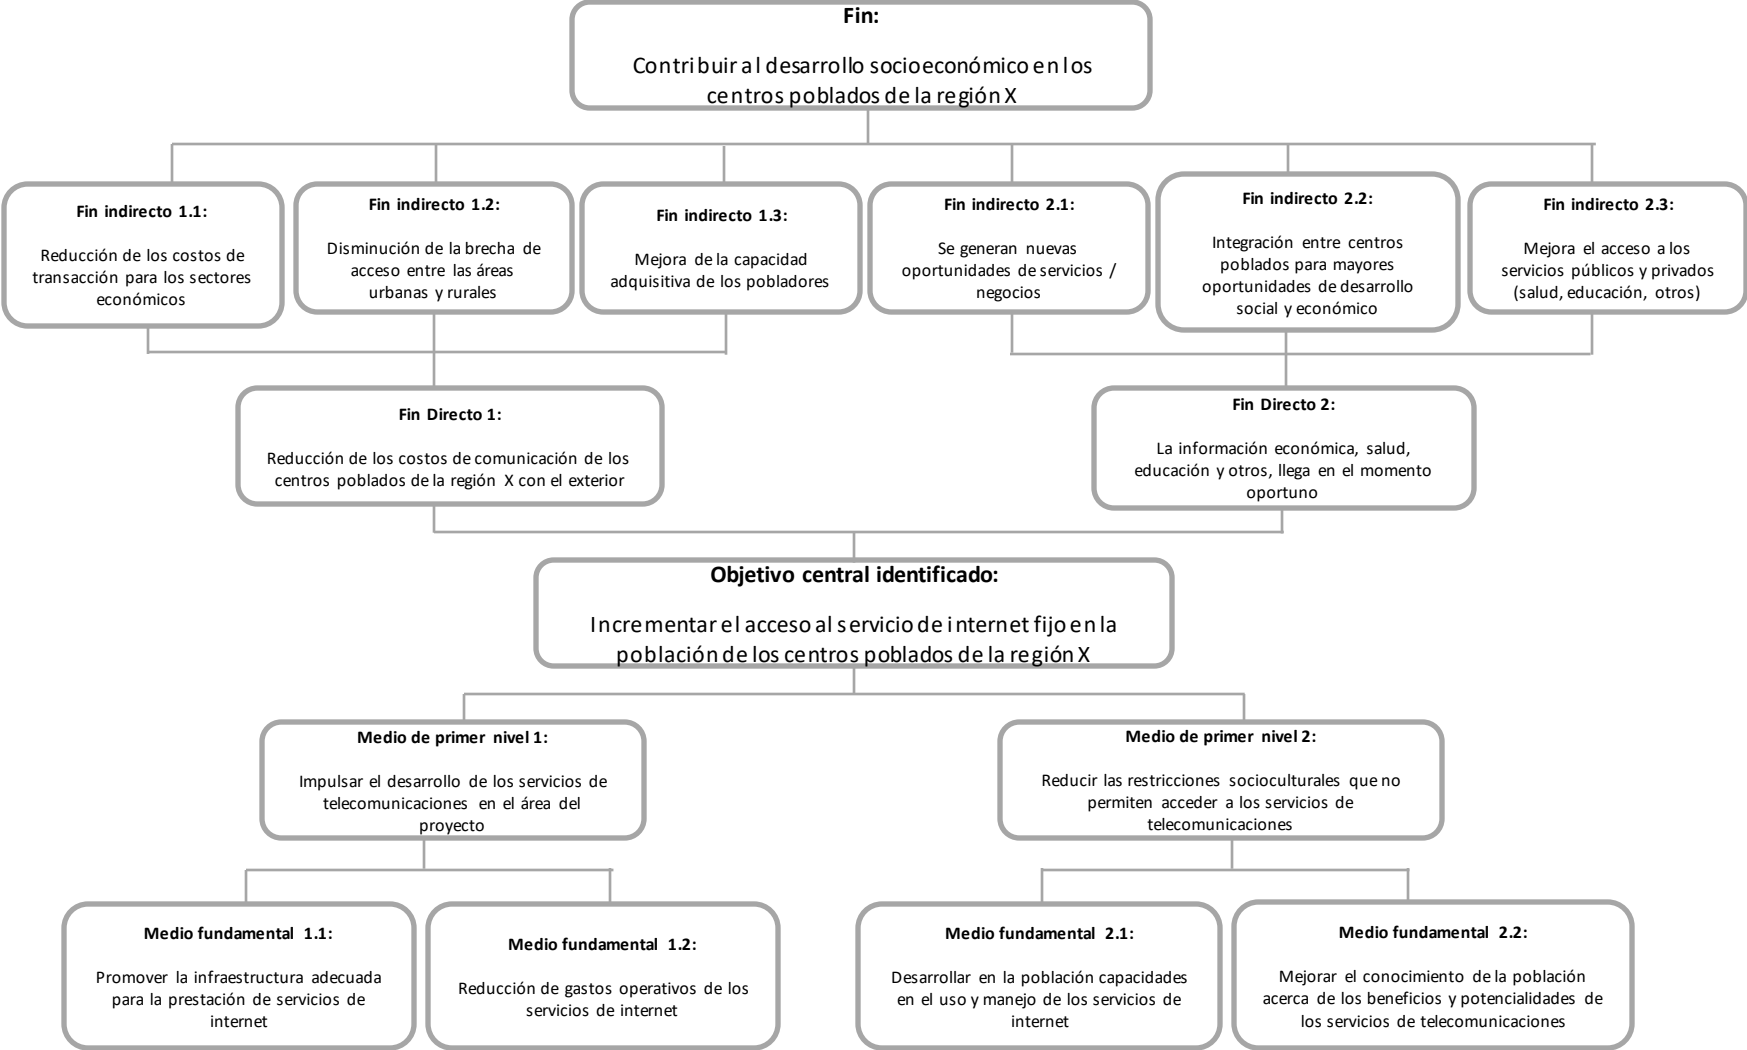 Fin:
Contribuir al desarrollo socioeconómico en los
centros poblados de la región X
Fin indirecto 1.1:
Reducción de los costos de
transacción para los sectores
económicos
Fin indirecto 1.2:
Disminución de la brecha de
acceso entre las áreas
urbanas y rurales
Fin indirecto 1.3:
Mejora de la capacidad
adquisitiva de los pobladores
Fin indirecto 2.1:
Se generan nuevas
oportunidades de servicios /
negocios
Fin indirecto 2.2:
Integración entre centros
poblados para mayores
oportunidades de desarrollo
social y económico
Fin indirecto 2.3:
Mejora el acceso a los
servicios públicos y privados
(salud, educación, otros)
Fin Directo 1:
Reducción de los costos de comunicación de los
centros poblados de la región X con el exterior
Fin Directo 2:
La información económica, salud,
educación y otros, llega en el momento
oportuno
Objetivo central identificado:
Incrementar el acceso al servicio de internet fijo en la
población de los centros poblados de la región X
Medio de primer nivel 1:
Impulsar el desarrollo de los servicios de
telecomunicaciones en el área del
proyecto
Medio de primer nivel 2:
Reducir las restricciones socioculturales que no
permiten acceder a los servicios de
telecomunicaciones
Medio fundamental 1.1:
Promover la infraestructura adecuada
para la prestación de servicios de
internet
Medio fundamental 1.2:
Reducción de gastos operativos de los
servicios de internet
Medio fundamental 2.1:
Desarrollar en la población capacidades
en el uso y manejo de los servicios de
internet
Medio fundamental 2.2:
Mejorar el conocimiento de la población
acerca de los beneficios y potencialidades de
los servicios de telecomunicaciones